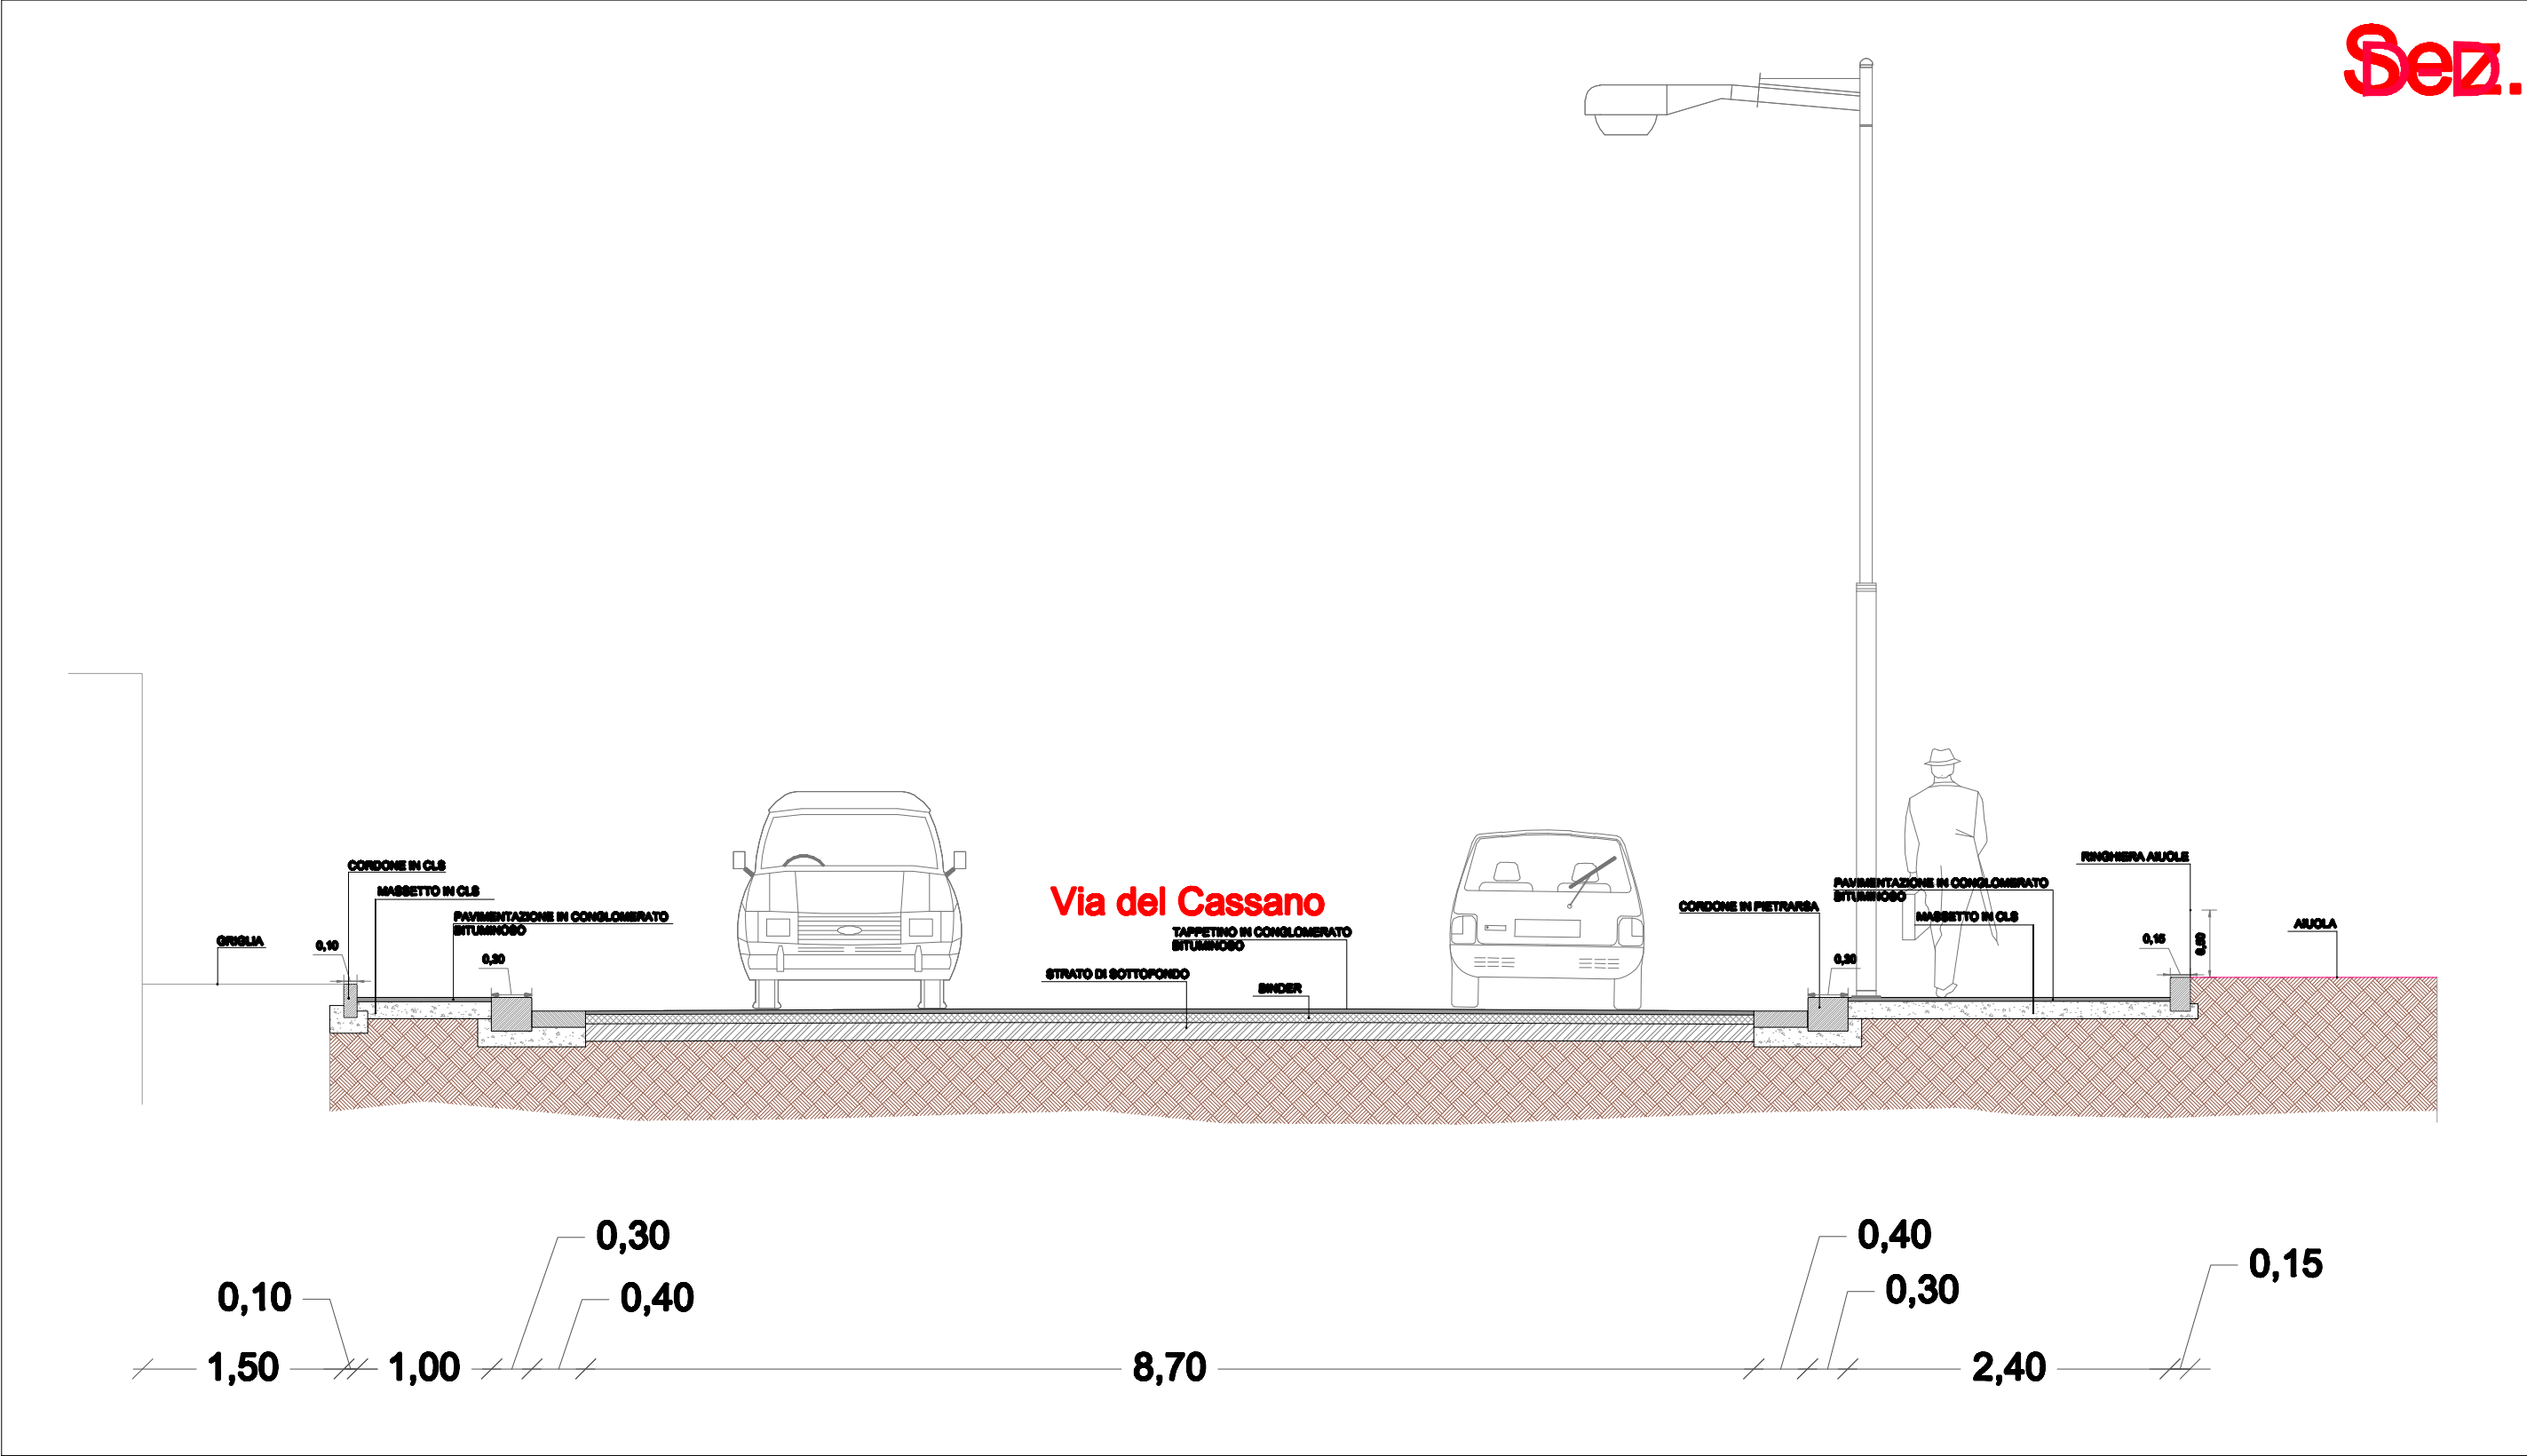 Sez.
CORDONE IN CLS
MASSETTO IN CLS
PAVIMENTAZIONE IN CONGLOMERATO
BITUMINOSO
GRIGLIA
0,10
0,30
Via del Cassano
TAPPETINO IN CONGLOMERATO
BITUMINOSO
STRATO DI SOTTOFONDO
BINDER
CORDONE IN PIETRARSA
PAVIMENTAZIONE IN CONGLOMERATO
BITUMINOSO
MASSETTO IN CLS
0,30
RINGHIERA AIUOLE
0,15
AIUOLA
0,30
0,40
0,10
0,40
0,30
0,15
1,50
1,00
8,70
2,40